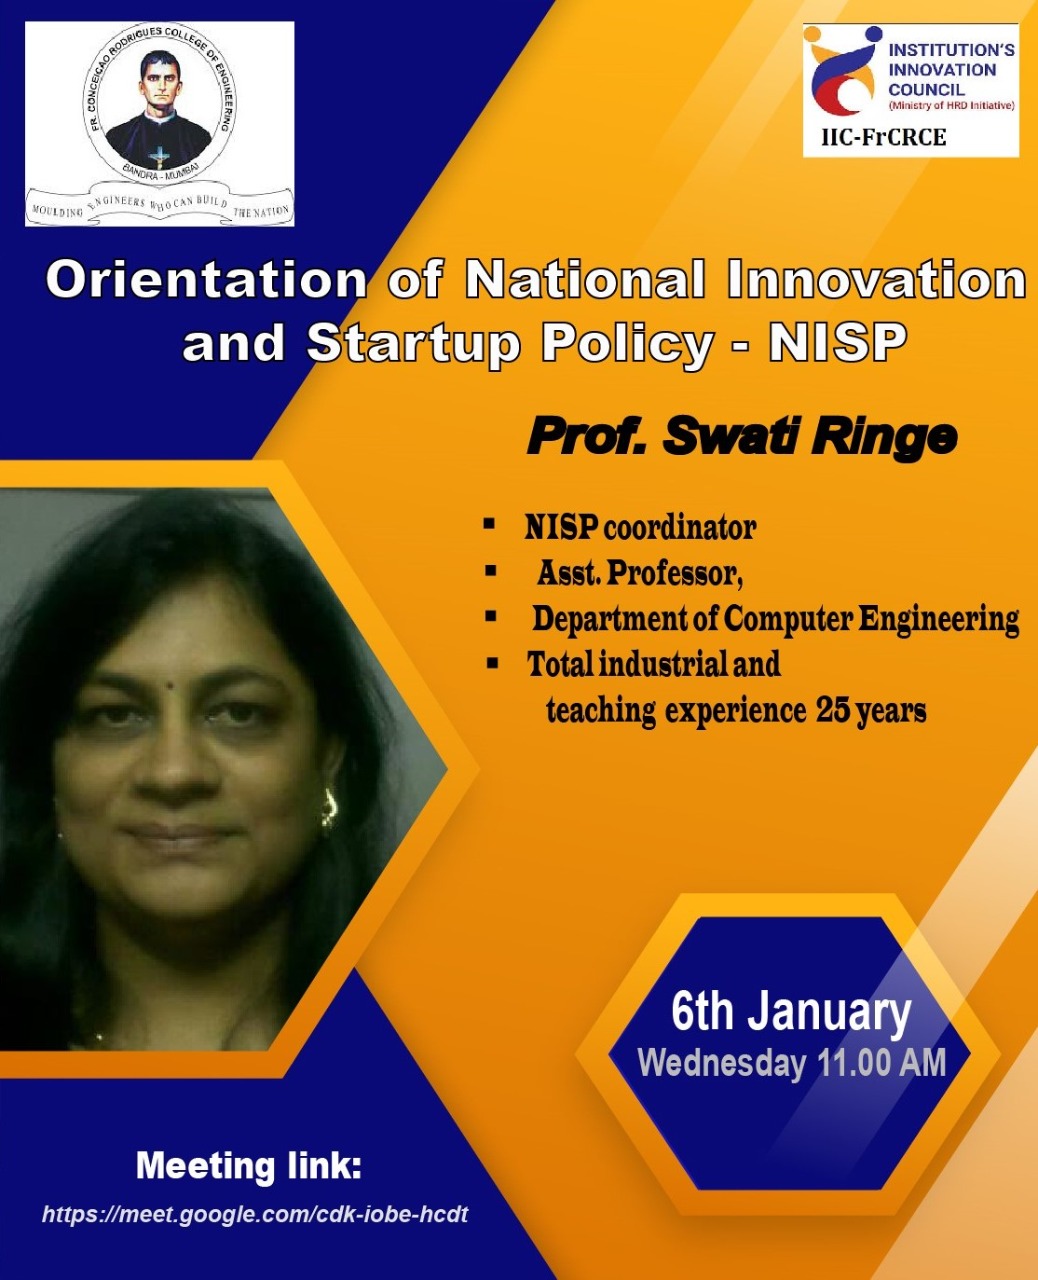 FR. CONCEICAO RODRIGUES COLLEGE OF ENGINEERING
BANDRA - MUMBAI
MOULDING ENGINEERS WHO CAN BUILD THE NATION
INSTITUTION'S
INNOVATION
COUNCIL
(Ministry of HRD Initiative)
IIC-FrCRCE
Orientation of National Innovation
and Startup Policy - NISP
Prof. Swati Ringe
▪ NISP coordinator
▪ Asst. Professor,
▪ Department of Computer Engineering
▪ Total industrial and
teaching experience 25 years
6th January
Wednesday 11.00 AM
Meeting link:
https://meet.google.com/cdk-iobe-hcdt